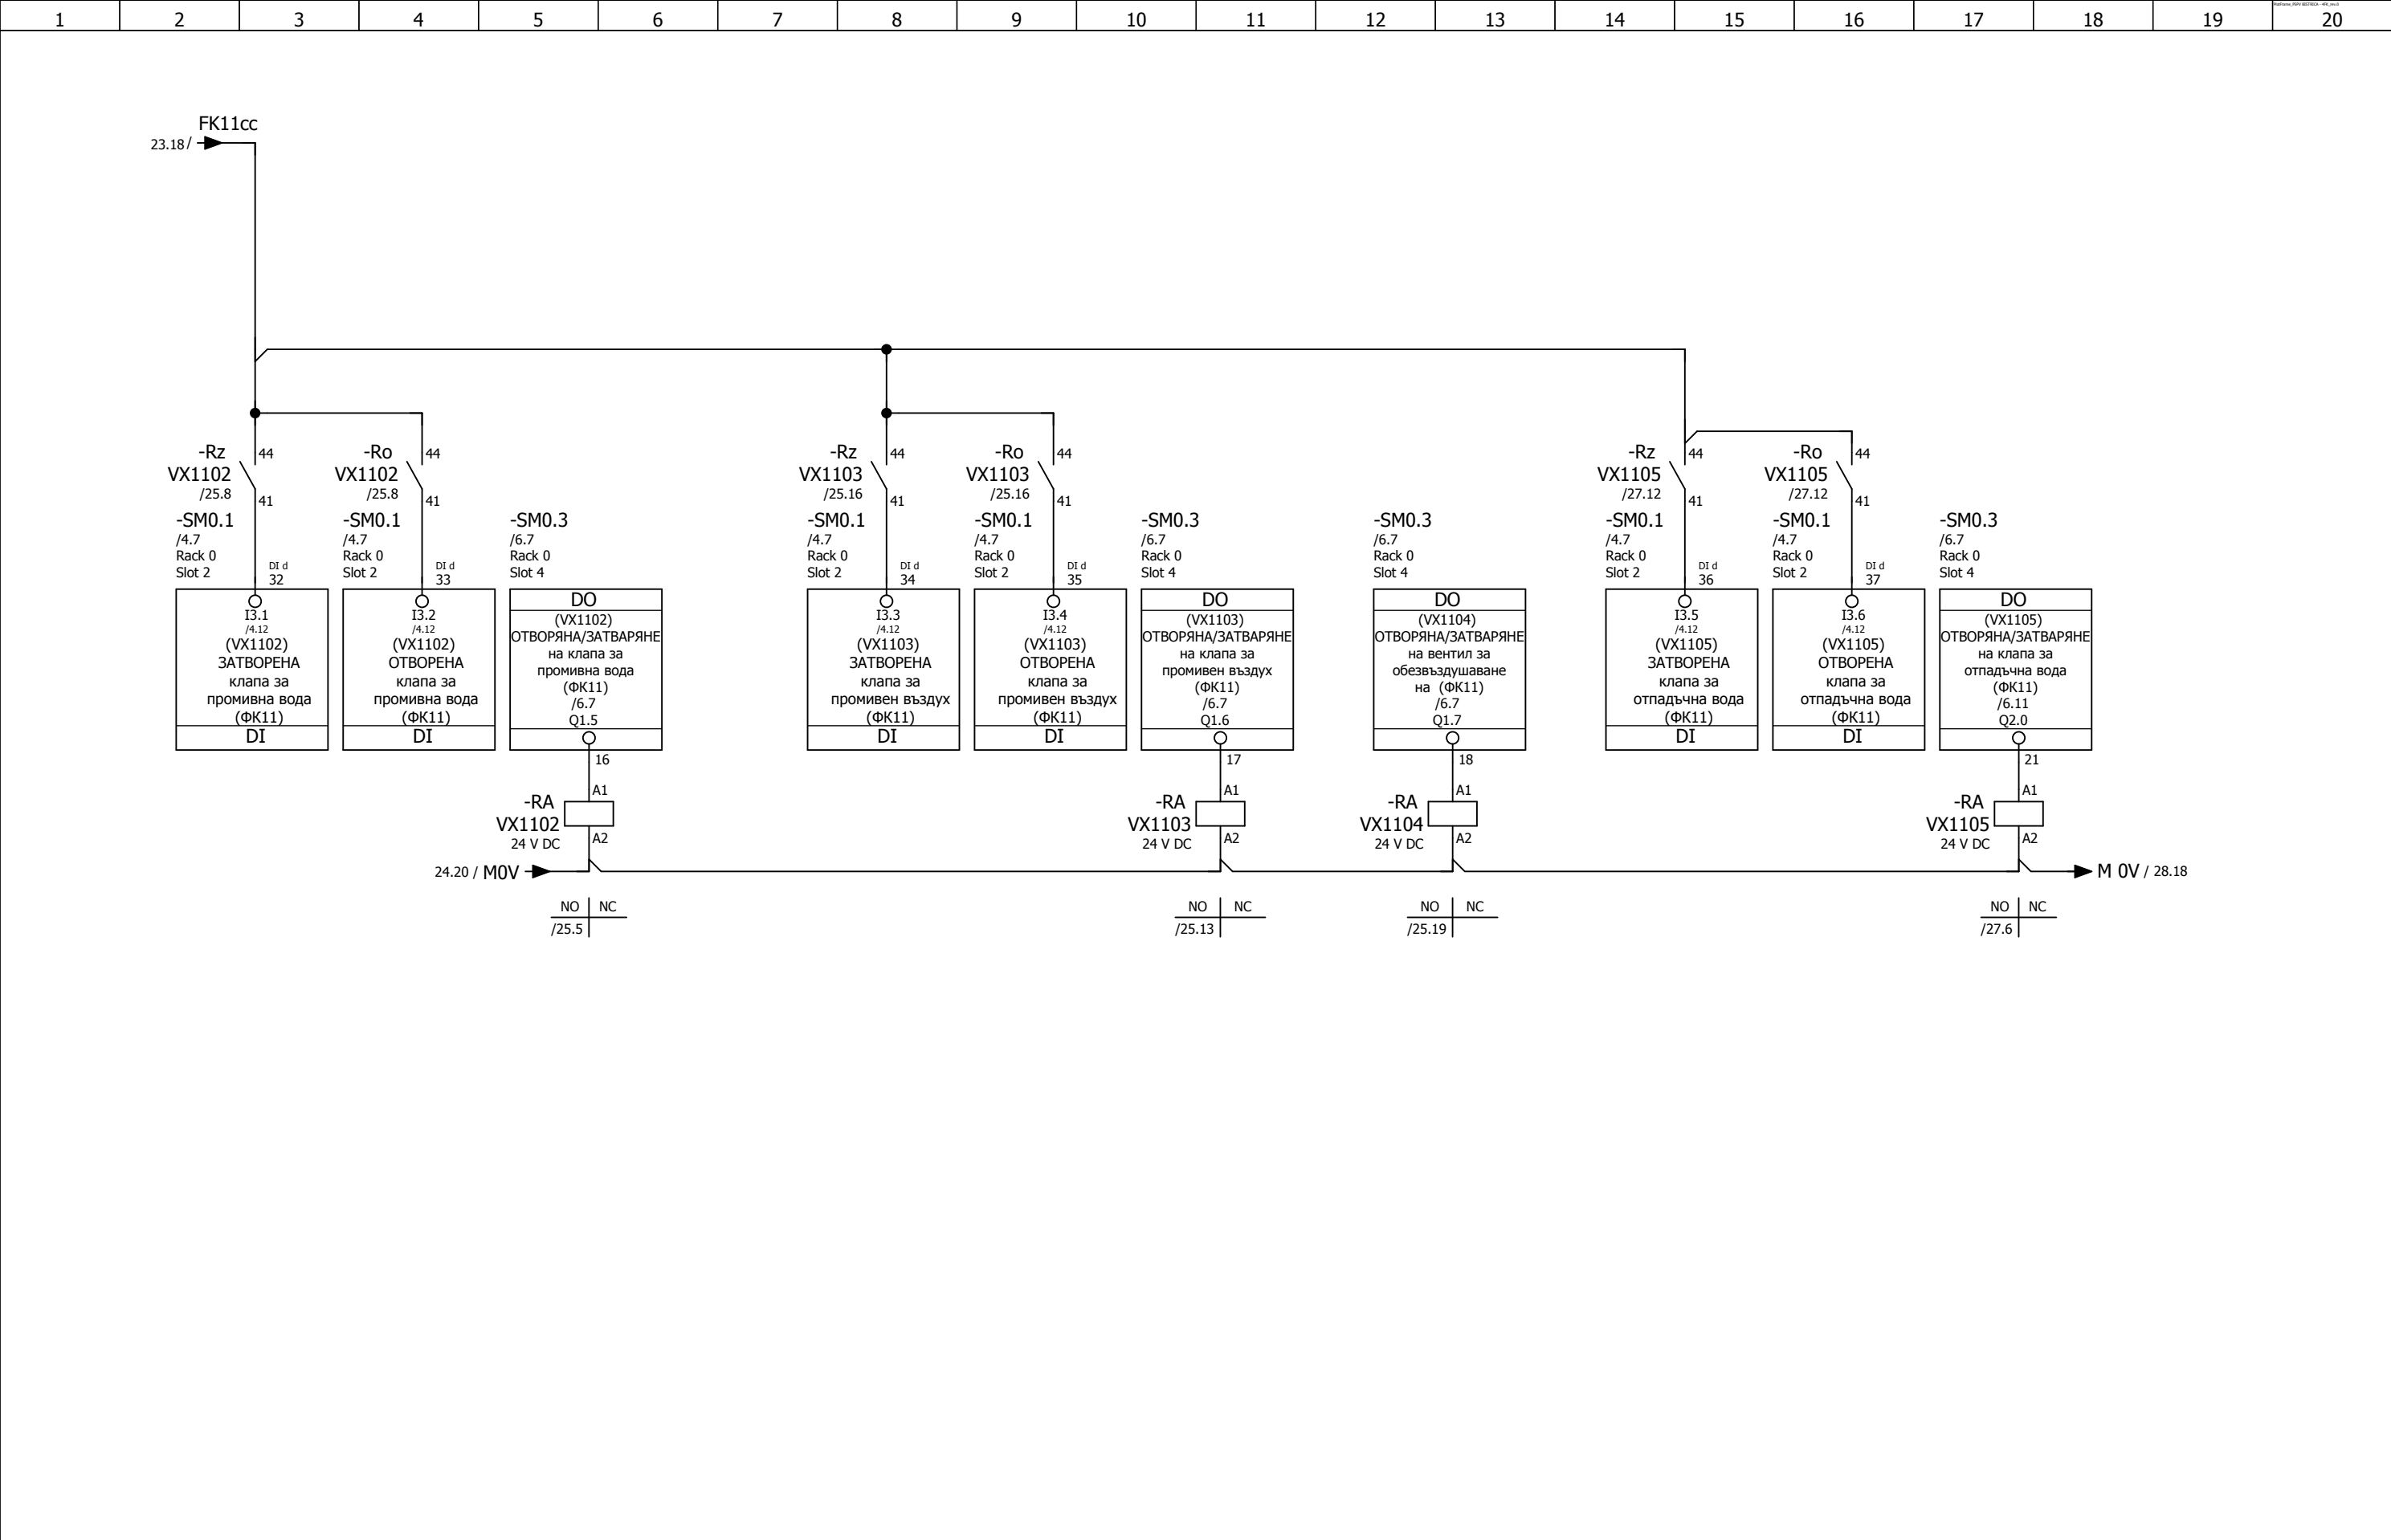 1 2 3 4 5 6 7 8 9 10 11 12 13 14 15 16 17 18 19 20
FK11cc
23.18 /
-Rz 44
VX1102
/25.8
41
-SM0.1
/4.7
Rack 0
Slot 2
DI d
32
I3.1
/4.12
(VX1102)
ЗАТВОРЕНА
клапа за
промивна вода
(ФК11)
DI
-Ro 44
VX1102
/25.8
41
-SM0.1
/4.7
Rack 0
Slot 2
DI d
33
I3.2
/4.12
(VX1102)
ОТВОРЕНА
клапа за
промивна вода
(ФК11)
DI
-SM0.3
/6.7
Rack 0
Slot 4
DO
(VX1102)
ОТВОРЯНА/ЗАТВАРЯНЕ
на клапа за
промивна вода
(ФК11)
/6.7
Q1.5
16
-RA A1
VX1102
24 V DC A2
24.20 / M0V
NO NC
/25.5
-Rz 44
VX1103
/25.16
41
-SM0.1
/4.7
Rack 0
Slot 2
DI d
34
I3.3
/4.12
(VX1103)
ЗАТВОРЕНА
клапа за
промивен въздух
(ФК11)
DI
-Ro 44
VX1103
/25.16
41
-SM0.1
/4.7
Rack 0
Slot 2
DI d
35
I3.4
/4.12
(VX1103)
ОТВОРЕНА
клапа за
промивен въздух
(ФК11)
DI
-SM0.3
/6.7
Rack 0
Slot 4
DO
(VX1103)
ОТВОРЯНА/ЗАТВАРЯНЕ
на клапа за
промивен въздух
(ФК11)
/6.7
Q1.6
17
-RA A1
VX1103
24 V DC A2
NO NC
/25.13
-SM0.3
/6.7
Rack 0
Slot 4
DO
(VX1104)
ОТВОРЯНА/ЗАТВАРЯНЕ
на вентил за
обезвъздушаване
на (ФК11)
/6.7
Q1.7
18
-RA A1
VX1104
24 V DC A2
NO NC
/25.19
-Rz 44
VX1105
/27.12
41
-SM0.1
/4.7
Rack 0
Slot 2
DI d
36
I3.5
/4.12
(VX1105)
ЗАТВОРЕНА
клапа за
отпадъчна вода
(ФК11)
DI
-Ro 44
VX1105
/27.12
41
-SM0.1
/4.7
Rack 0
Slot 2
DI d
37
I3.6
/4.12
(VX1105)
ОТВОРЕНА
клапа за
отпадъчна вода
(ФК11)
DI
-SM0.3
/6.7
Rack 0
Slot 4
DO
(VX1105)
ОТВОРЯНА/ЗАТВАРЯНЕ
на клапа за
отпадъчна вода
(ФК11)
/6.11
Q2.0
21
-RA A1
VX1105
24 V DC A2
M 0V / 28.18
NO NC
/27.6